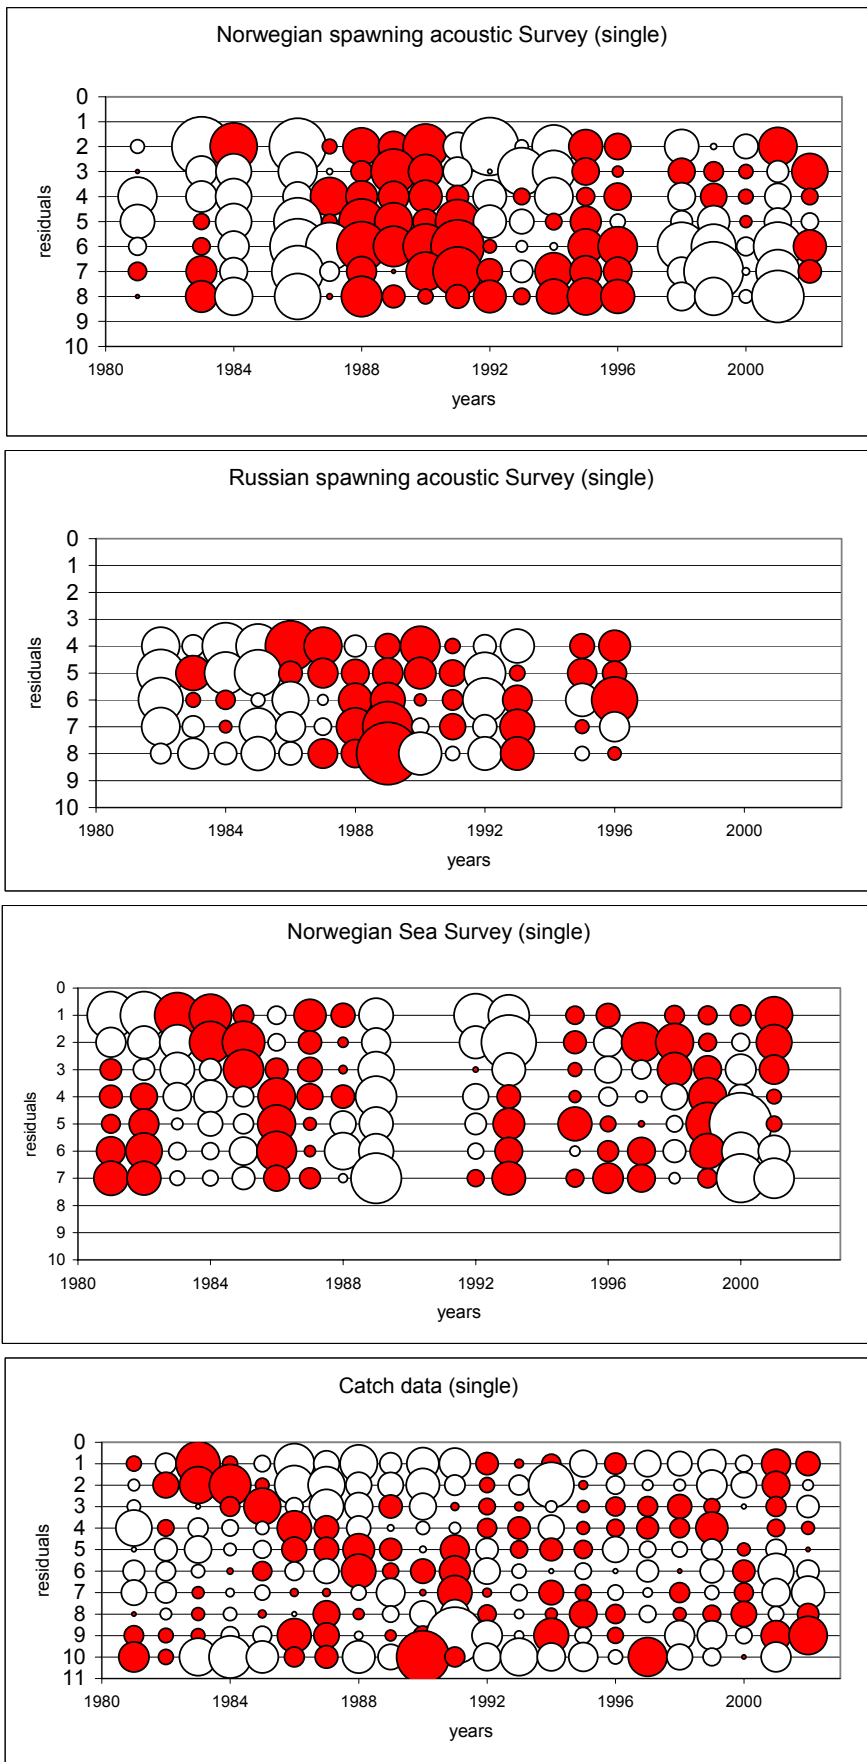 Norwegian spawning acoustic Survey (single)
0
1
2
3
4
5
6
7
8
9
10
residuals
1980 1984 1988 1992 1996 2000
years
Russian spawning acoustic Survey (single)
0
1
2
3
4
5
6
7
8
9
10
residuals
1980 1984 1988 1992 1996 2000
years
Norwegian Sea Survey (single)
0
1
2
3
4
5
6
7
8
9
10
residuals
1980 1984 1988 1992 1996 2000
years
Catch data (single)
0
1
2
3
4
5
6
7
8
9
10
11
residuals
1980 1984 1988 1992 1996 2000
years